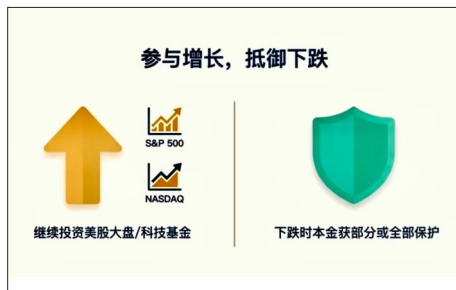 参与增长，抵御下跌
S&P 500
NASDAQ
继续投资美股大盘/科技基金
下跌时本金获部分或全部保护